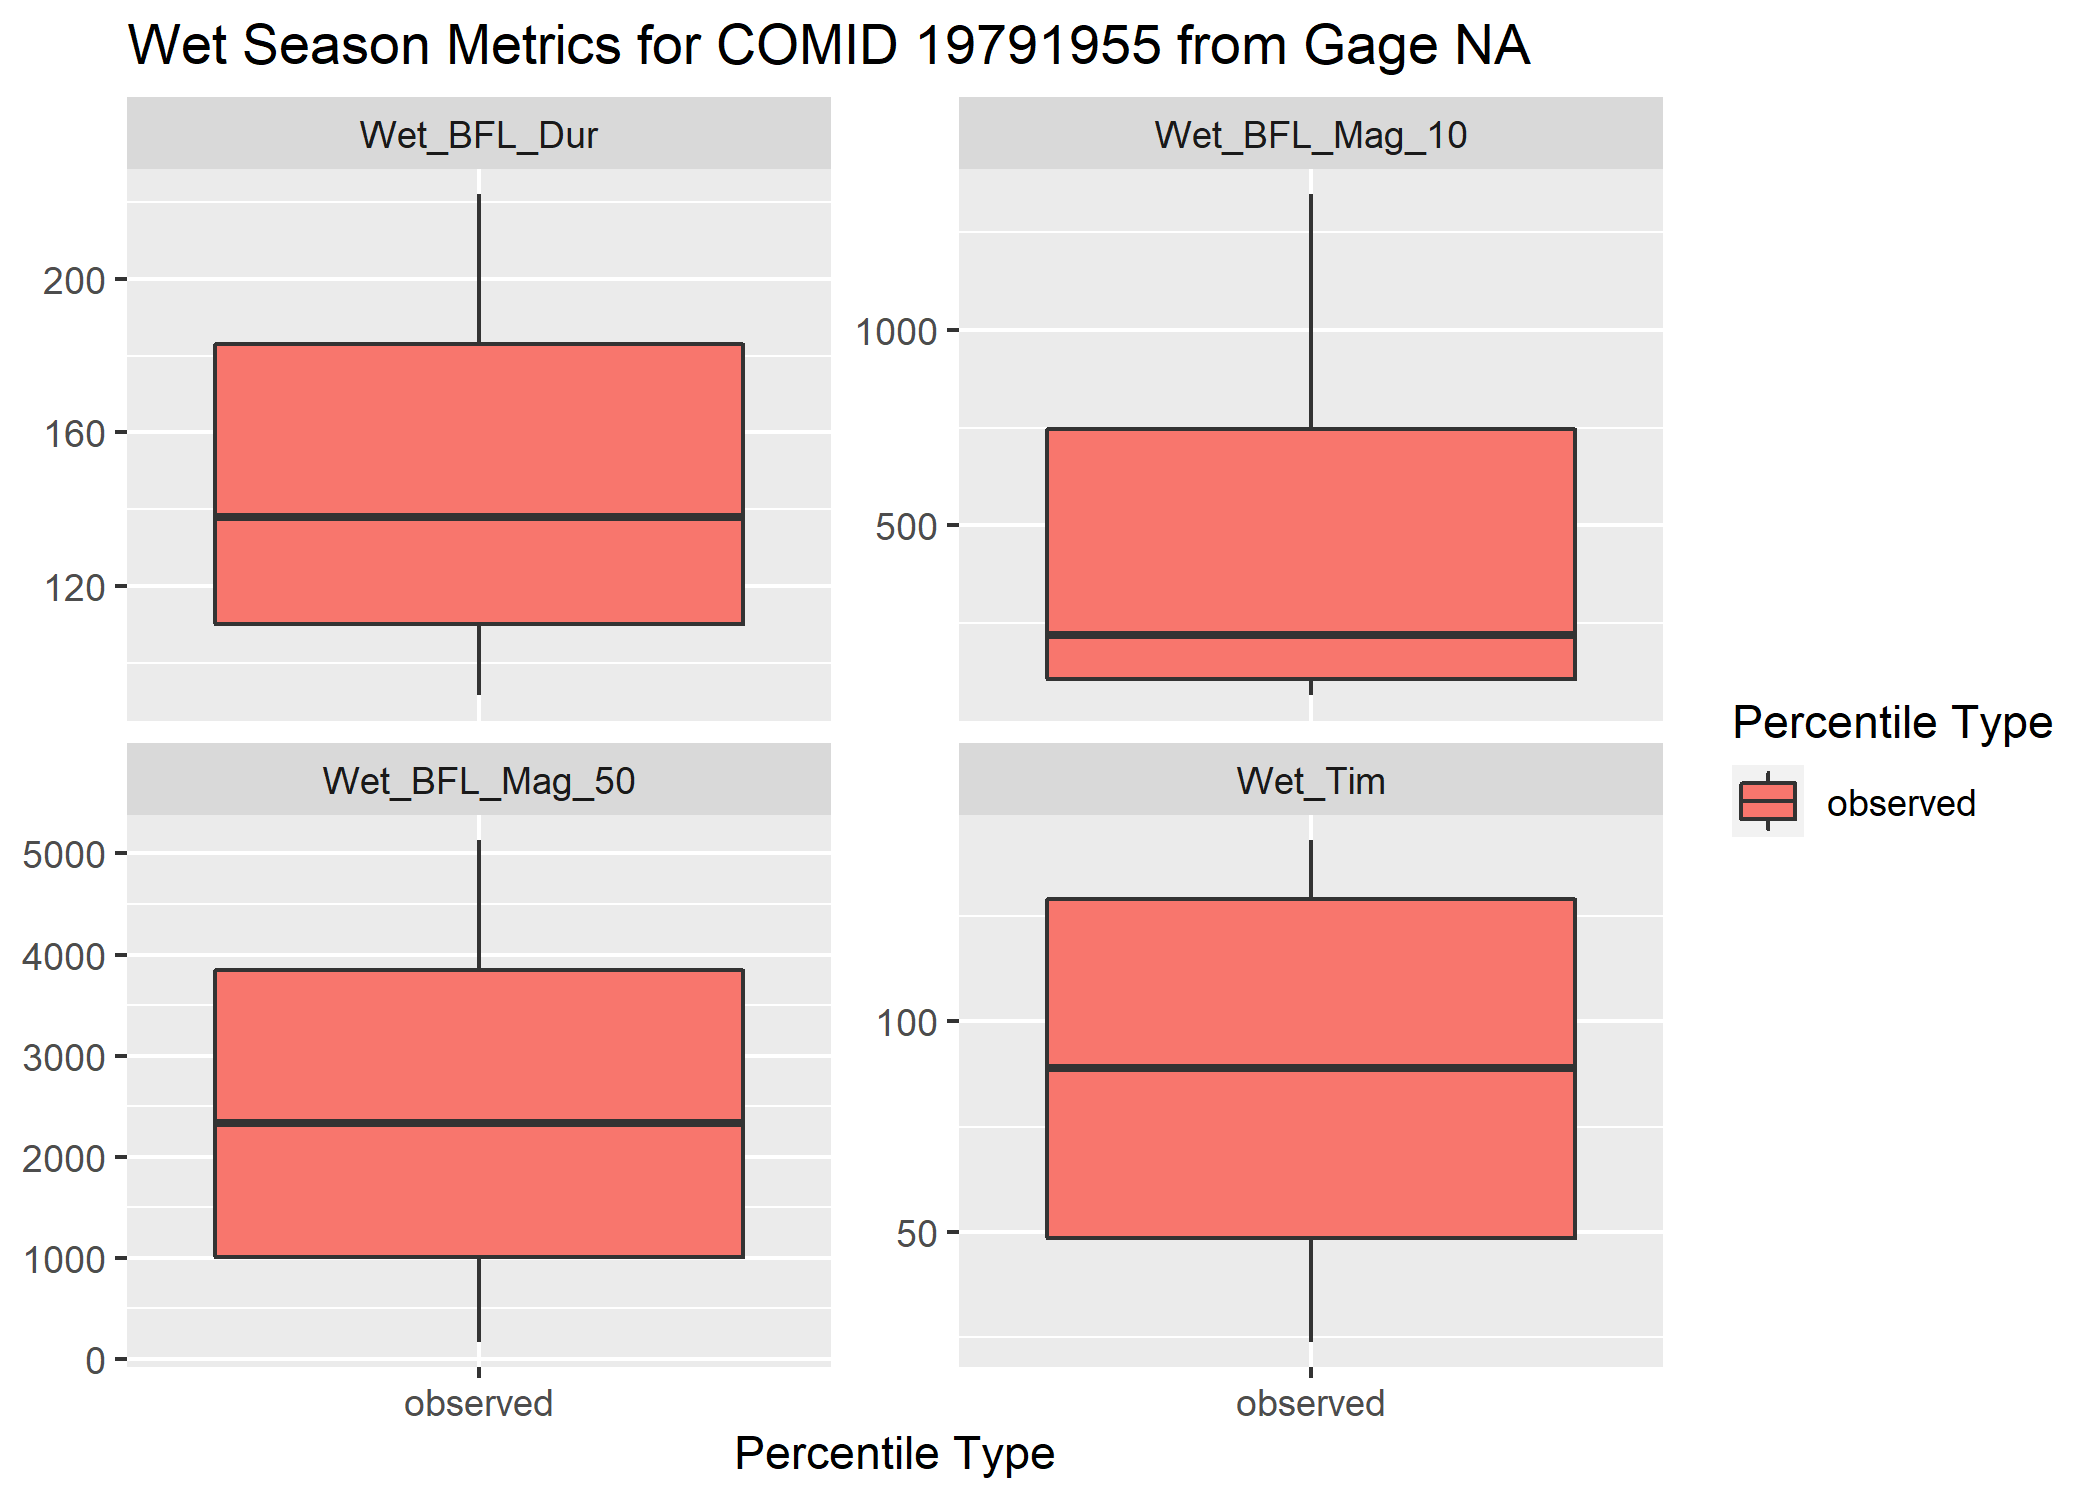 Wet Season Metrics for COMID 19791955 from Gage NA
Wet_BFL_Dur
200
160
120
Wet_BFL_Mag_10
1000
500
Wet_BFL_Mag_50
5000
4000
3000
2000
1000
0
observed
Wet_Tim
100
50
observed
Percentile Type
Percentile Type
observed